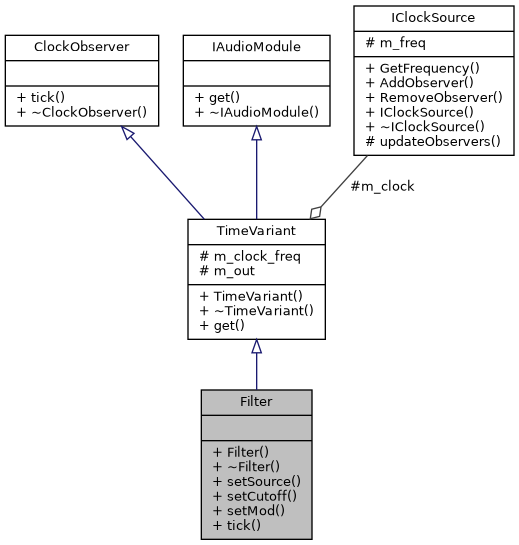 ClockObserver
+ tick()
+ ~ClockObserver()
IAudioModule
+ get()
+ ~IAudioModule()
IClockSource
# m_freq
+ GetFrequency()
+ AddObserver()
+ RemoveObserver()
+ IClockSource()
+ ~IClockSource()
# updateObservers()
#m_clock
TimeVariant
# m_clock_freq
# m_out
+ TimeVariant()
+ ~TimeVariant()
+ get()
Filter
+ Filter()
+ ~Filter()
+ setSource()
+ setCutoff()
+ setMod()
+ tick()